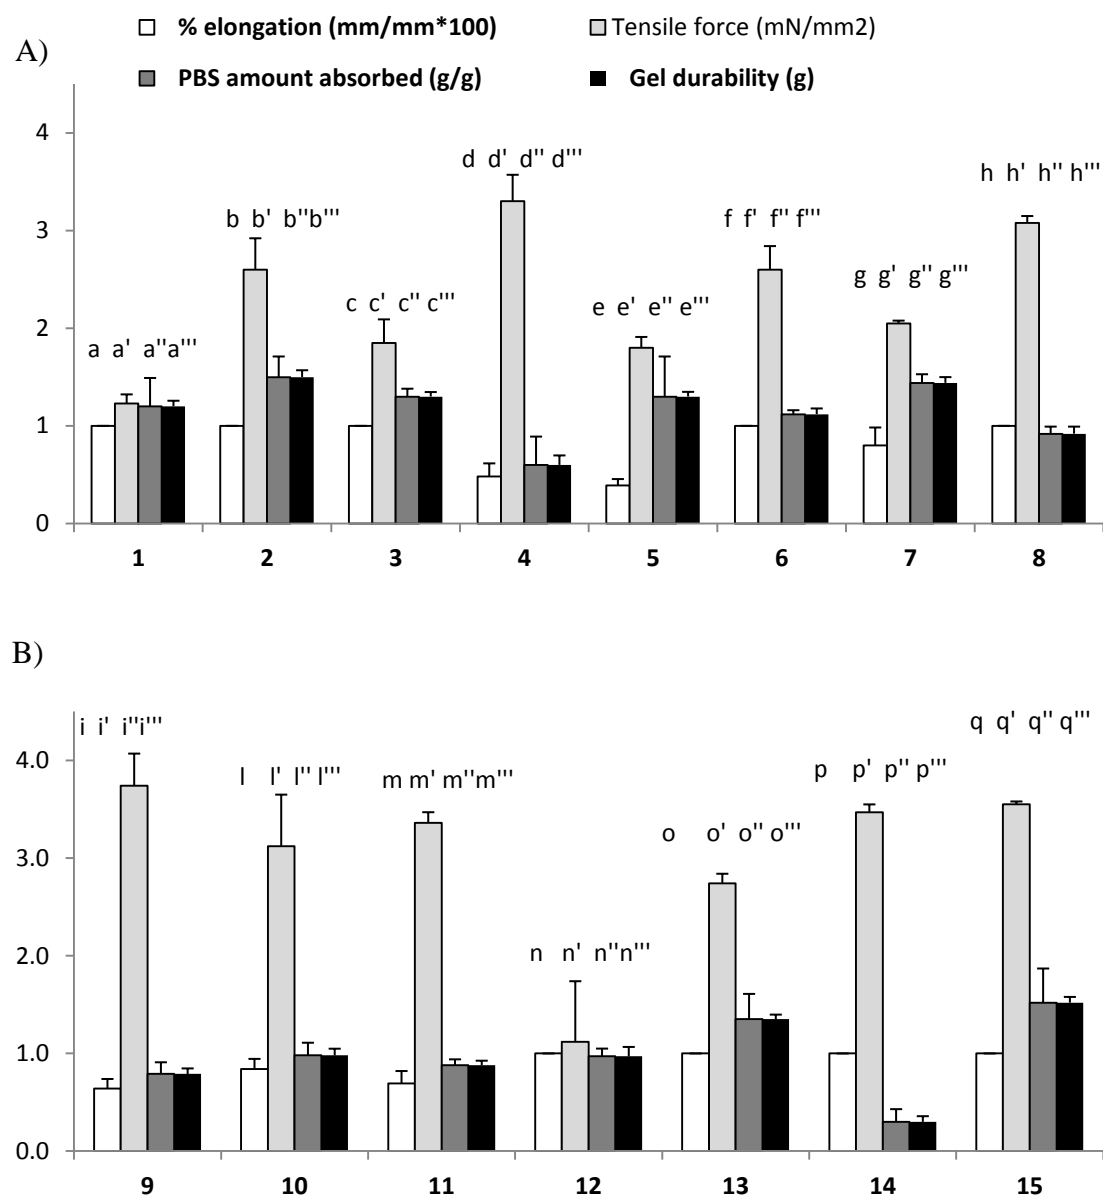 % elongation (mm/mm*100) Tensile force (mN/mm2)
A)
PBS amount absorbed (g/g) Gel durability (g)
4
d d' d'' d'''
h h' h'' h'''
3
b b' b''b'''
f f' f'' f'''
g g' g'' g'''
c c' c'' c'''
e e' e'' e'''
2
a a' a''a'''
1
0
1 2 3 4 5 6 7 8
B)
i i' i''i'''
q q' q'' q'''
4.0
l l' l'' l'''
m m' m''m'''
p p' p'' p'''
3.0
o o' o'' o'''
2.0
n n' n''n'''
1.0
0.0
9 10 11 12 13 14 15